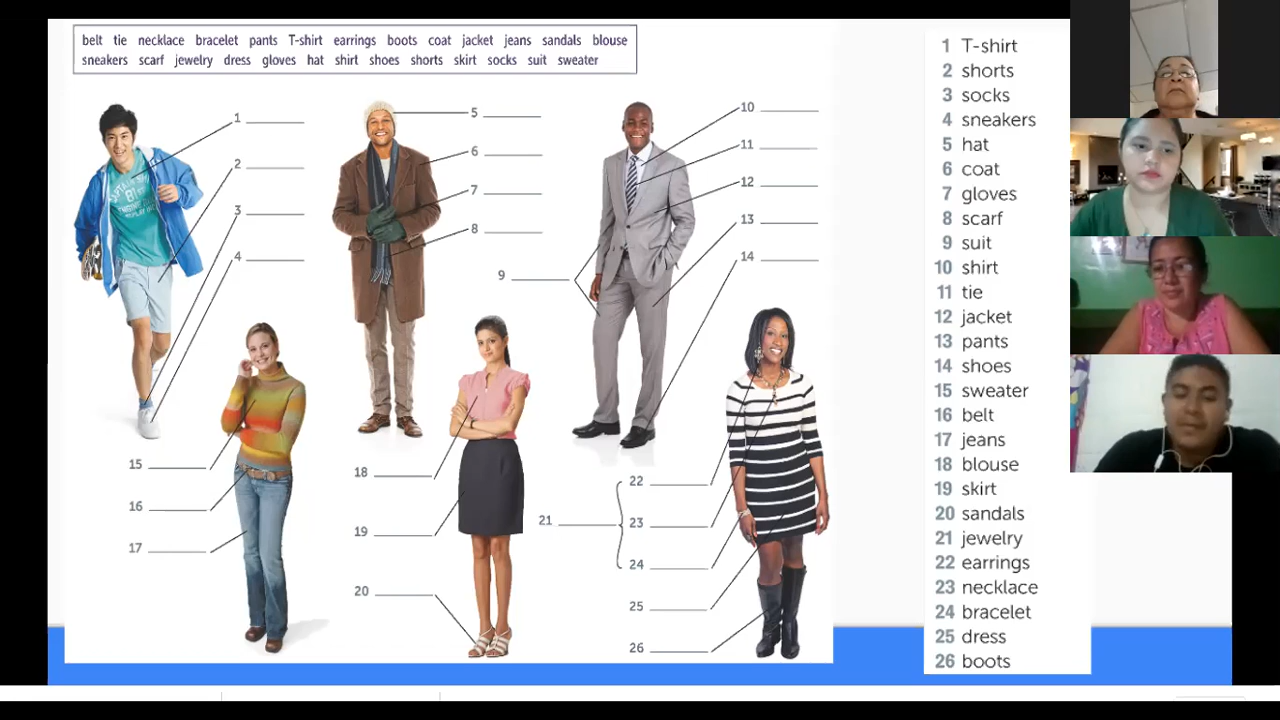 belt tie necklace bracelet pants T-shirt earrings boots coat jacket jeans sandals blouse
sneakers scarf jewelry dress gloves hat shirt shoes shorts skirt socks suit sweater
1
2
3
4
5
6
7
8
9
10
11
12
13
14
15
16
17
18
19
20
21
22
23
24
25
26
1 T-shirt
2 shorts
3 socks
4 sneakers
5 hat
6 coat
7 gloves
8 scarf
9 suit
10 shirt
11 tie
12 jacket
13 pants
14 shoes
15 sweater
16 belt
17 jeans
18 blouse
19 skirt
20 sandals
21 jewelry
22 earrings
23 necklace
24 bracelet
25 dress
26 boots